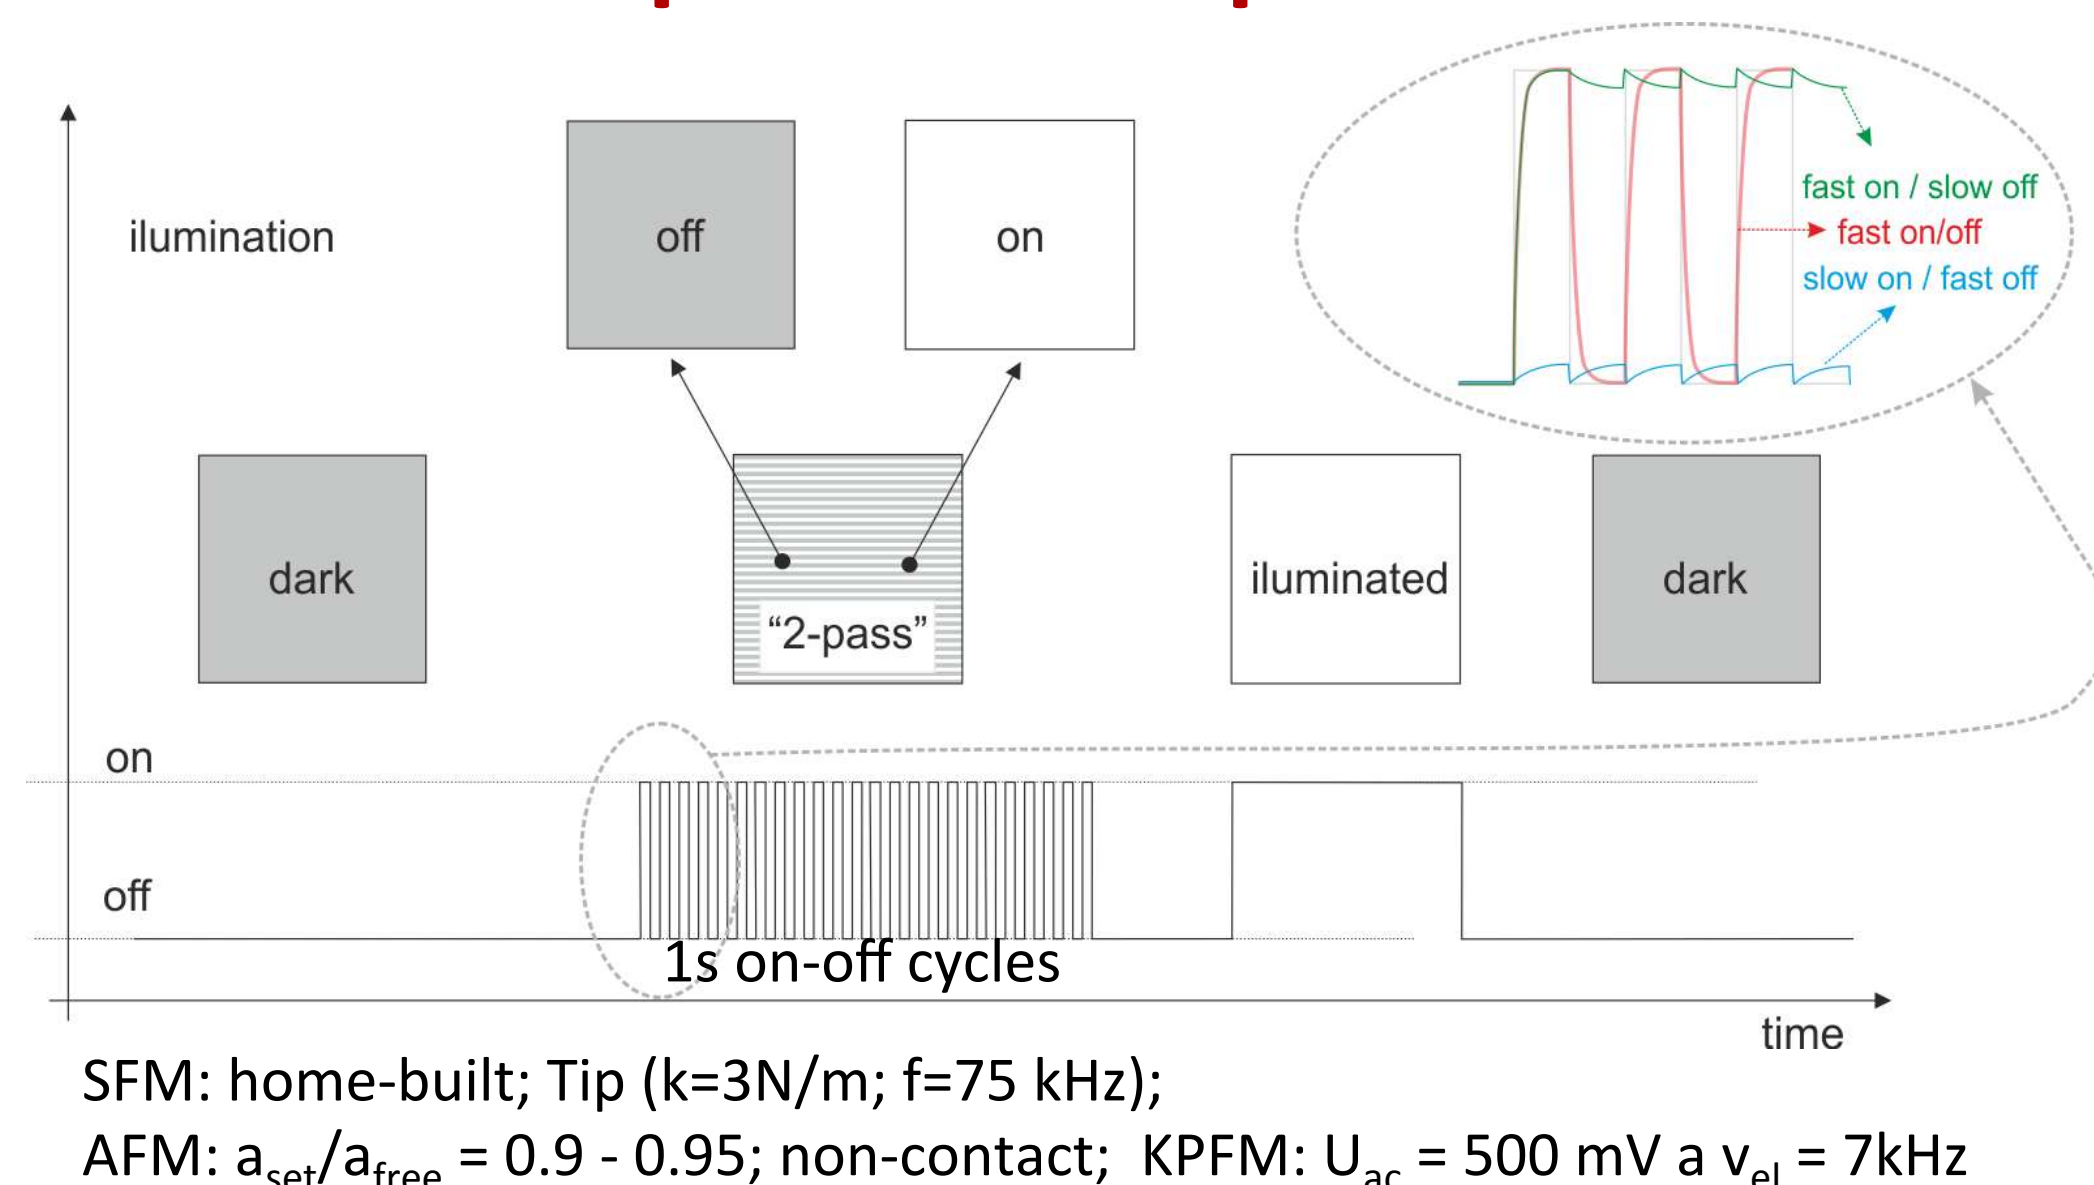 ilumination
off
on
fast on / slow off
fast on/off
slow on / fast off
dark
“2-pass”
iluminated
dark
on
off
1s on-off cycles
time
SFM: home-built; Tip (k=3N/m; f=75 kHz);
AFM: aset/afree = 0.9 - 0.95; non-contact; KPFM: Uac = 500 mV a vel = 7kHz